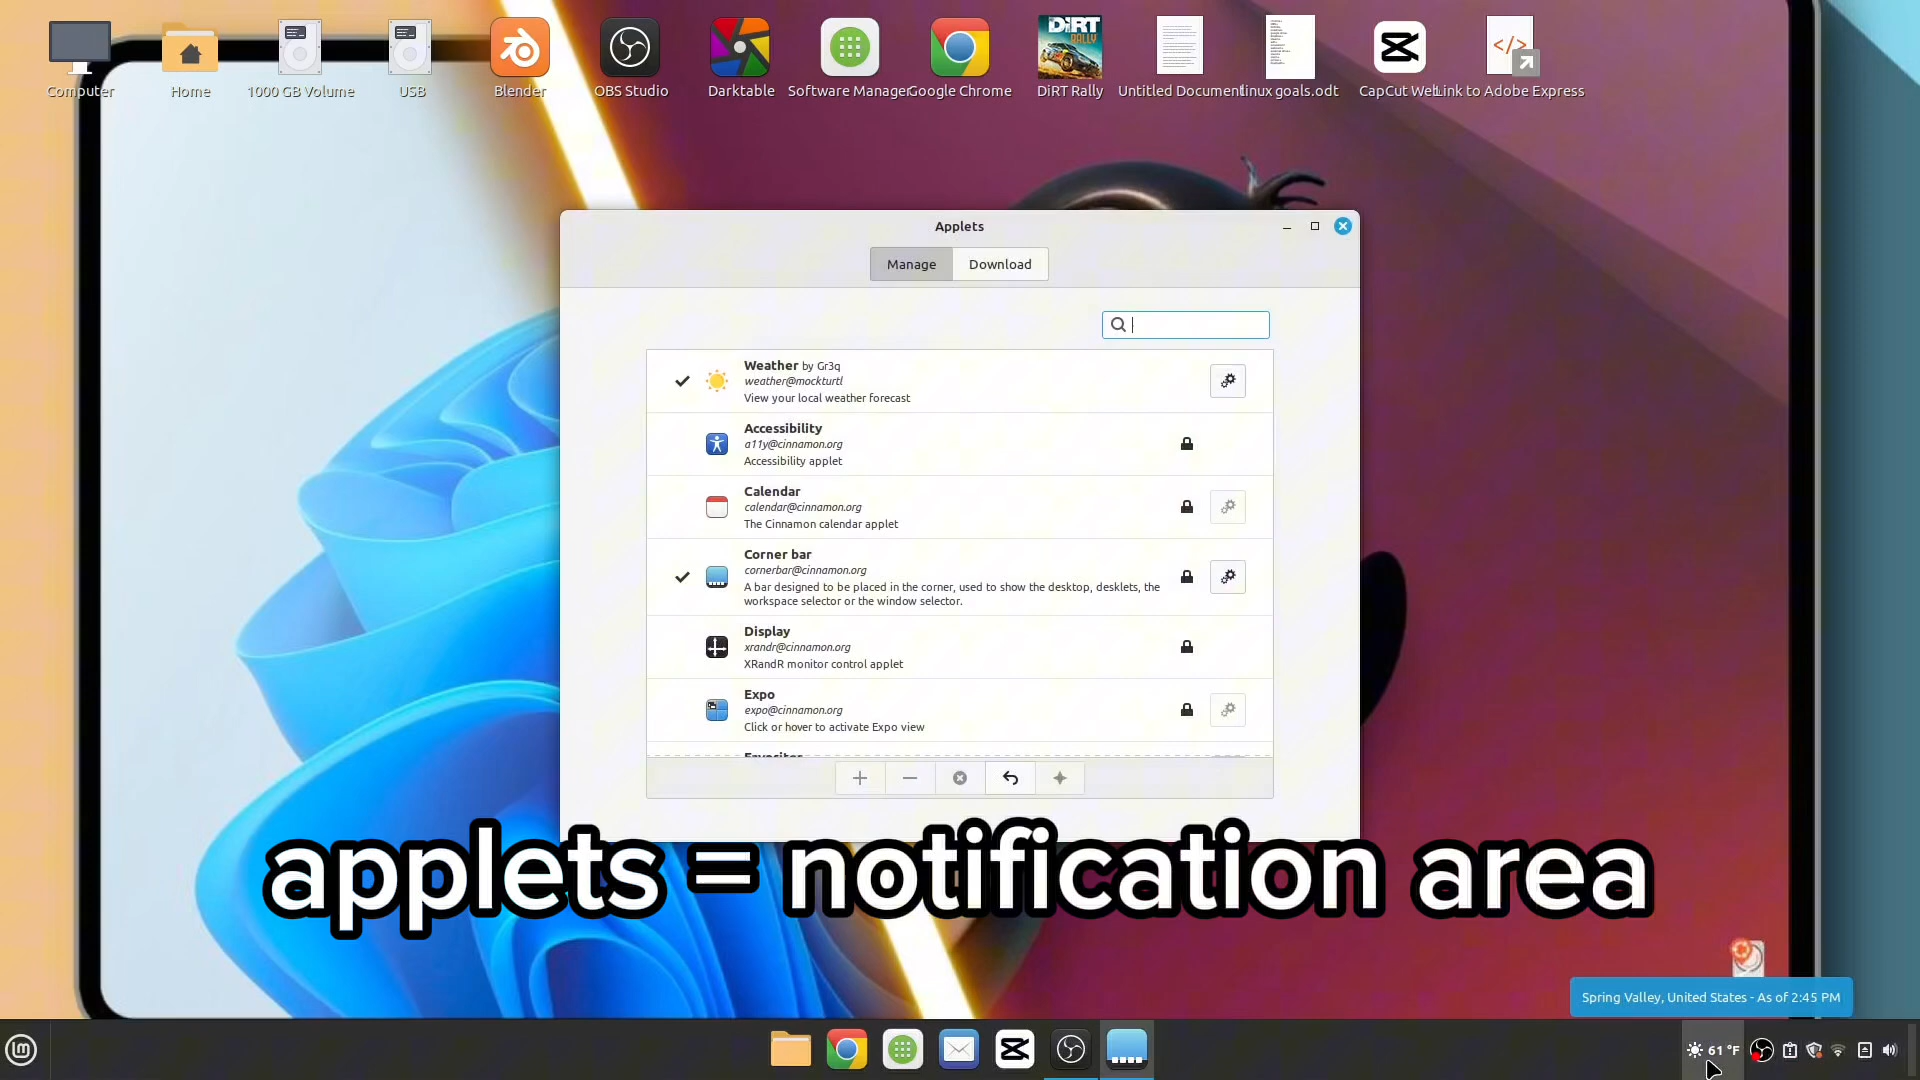 Computer
Home
1000 GB Volume
USB
Blender
OBS Studio
Darktable
Software Manager
Google Chrome
DiRT
DiRT Rally
Untitled Document
linux goals.odt
CapCut Web
Link to Adobe Express
Applets
Manage
Download
Weather by Gr3q
weather@mockturtl
View your local weather forecast
Accessibility
a11y@cinnamon.org
Accessibility applet
Calendar
calendar@cinnamon.org
The Cinnamon calendar applet
Corner bar
cornerbar@cinnamon.org
A bar designed to be placed in the corner, used to show the desktop, desklets, the
workspace selector or the window selector.
Display
xrandr@cinnamon.org
XRandR monitor control applet
Expo
expo@cinnamon.org
Click or hover to activate Expo view
applets = notification area
Spring Valley, United States - As of 2:45 PM
61 °F